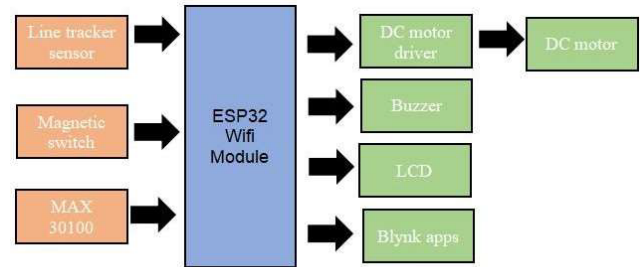 Line tracker
sensor
Magnetic
switch
MAX
30100
ESP32
Wifi
Module
DC motor
driver
DC motor
Buzzer
LCD
Blynk apps